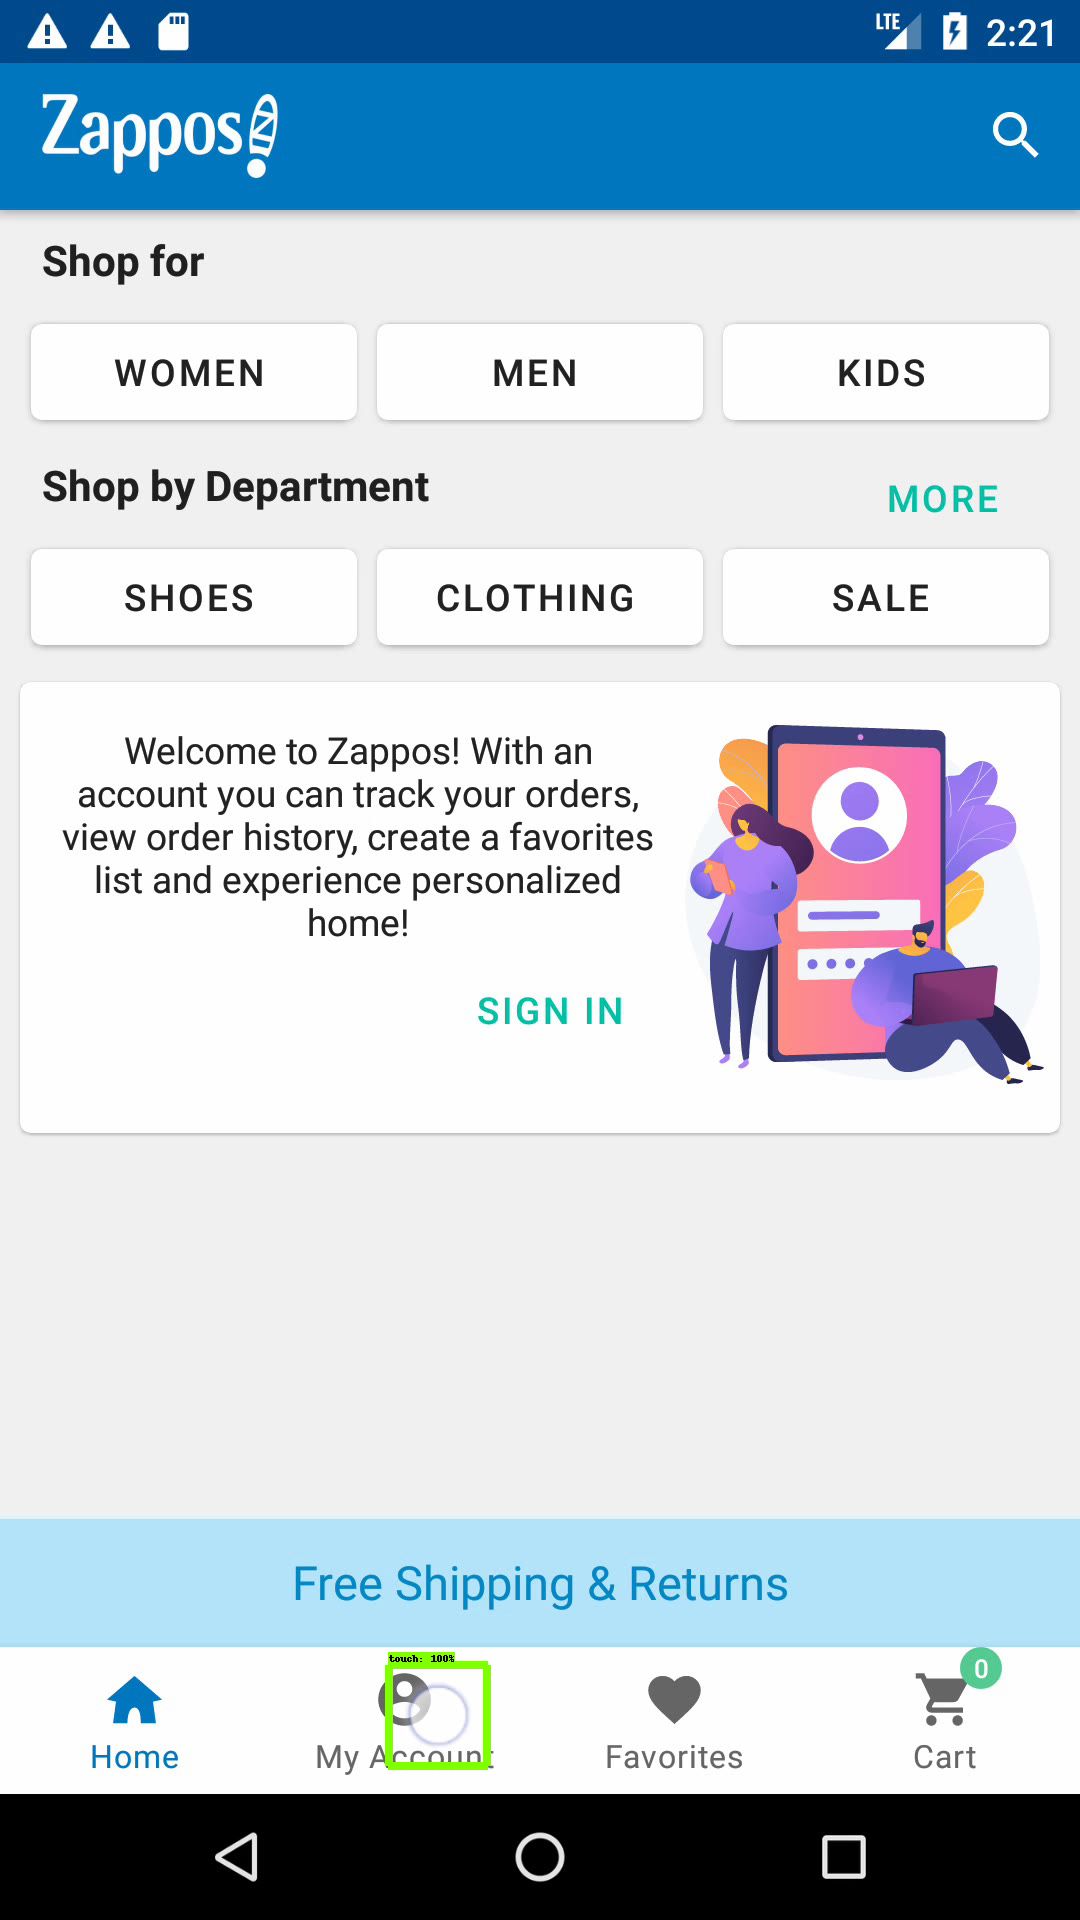 LTE 2:21
Zappos
Shop for
WOMEN MEN KIDS
Shop by Department
MORE
SHOES CLOTHING SALE
Welcome to Zappos! With an
account you can track your orders,
view order history, create a favorites
list and experience personalized
home!
SIGN IN
Free Shipping & Returns
touch: 100%
0
Home My Account Favorites Cart